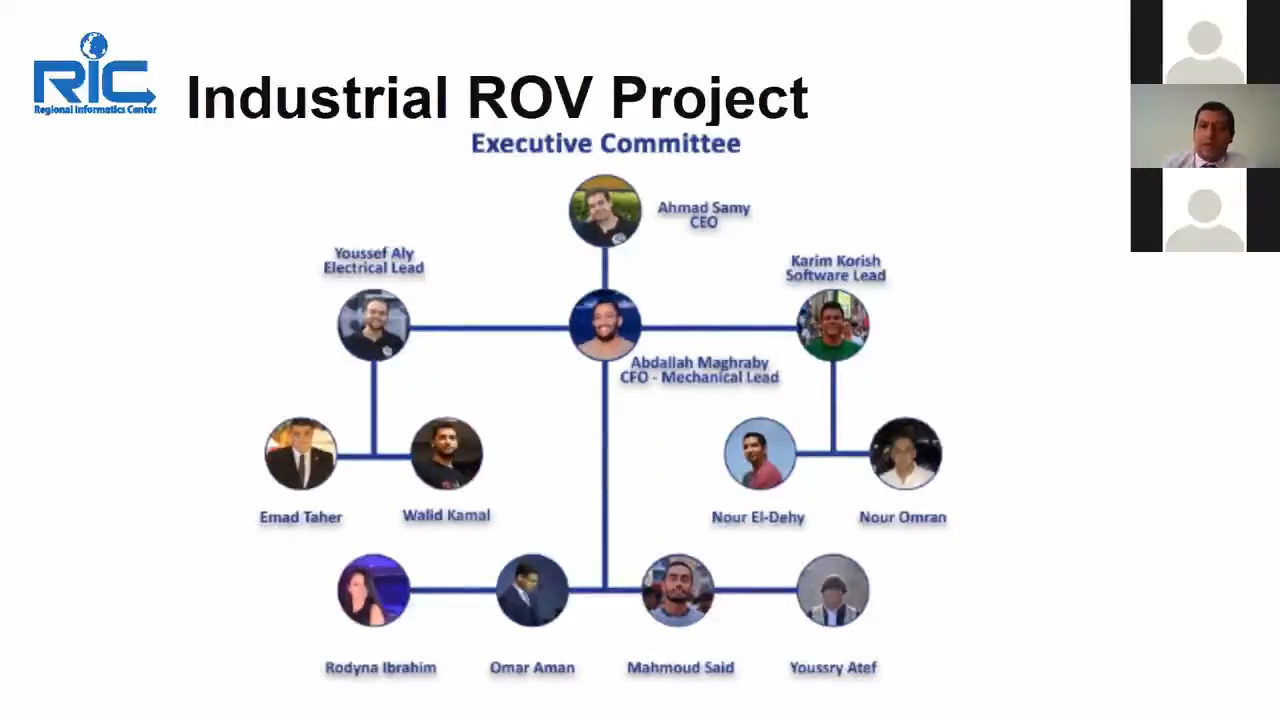 RIC
Regional Informatics Center
Industrial ROV Project
Executive Committee
Ahmad Samy
CEO
Youssef Aly
Electrical Lead
Karim Korish
Software Lead
Abdallah Maghraby
CFO - Mechanical Lead
Emad Taher
Walid Kamal
Nour El-Dehy
Nour Omran
Rodyna Ibrahim
Omar Aman
Mahmoud Said
Youssry Atef